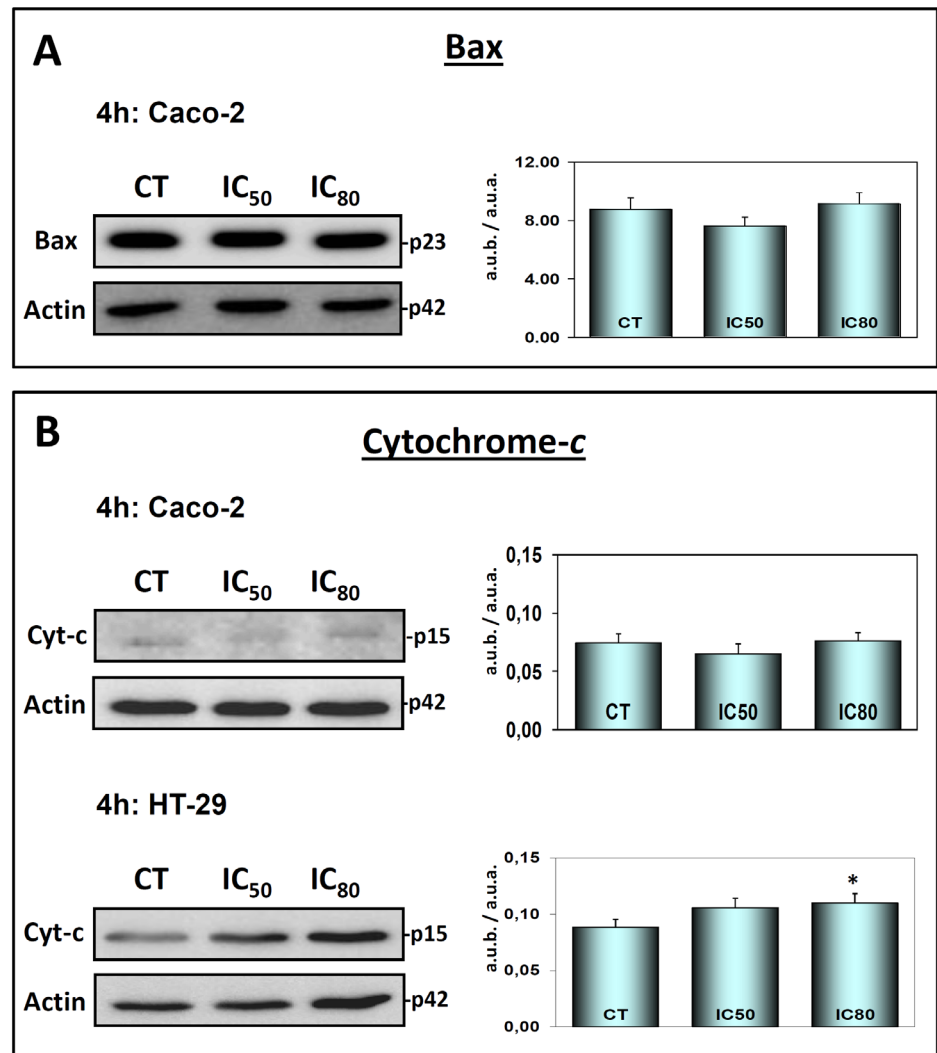 A
Bax
4h: Caco-2
CT IC50 IC80
Bax -p23
Actin -p42
a.u.b. / a.u.a.
12.00
8.00
4.00
0.00
CT IC50 IC80
B
Cytochrome-c
4h: Caco-2
CT IC50 IC80
Cyt-c -p15
Actin -p42
a.u.b. / a.u.a.
0,15
0,10
0,05
0,00
CT IC50 IC80
4h: HT-29
CT IC50 IC80
Cyt-c -p15
Actin -p42
a.u.b. / a.u.a.
0,15
0,10
0,05
0,00
*
CT IC50 IC80